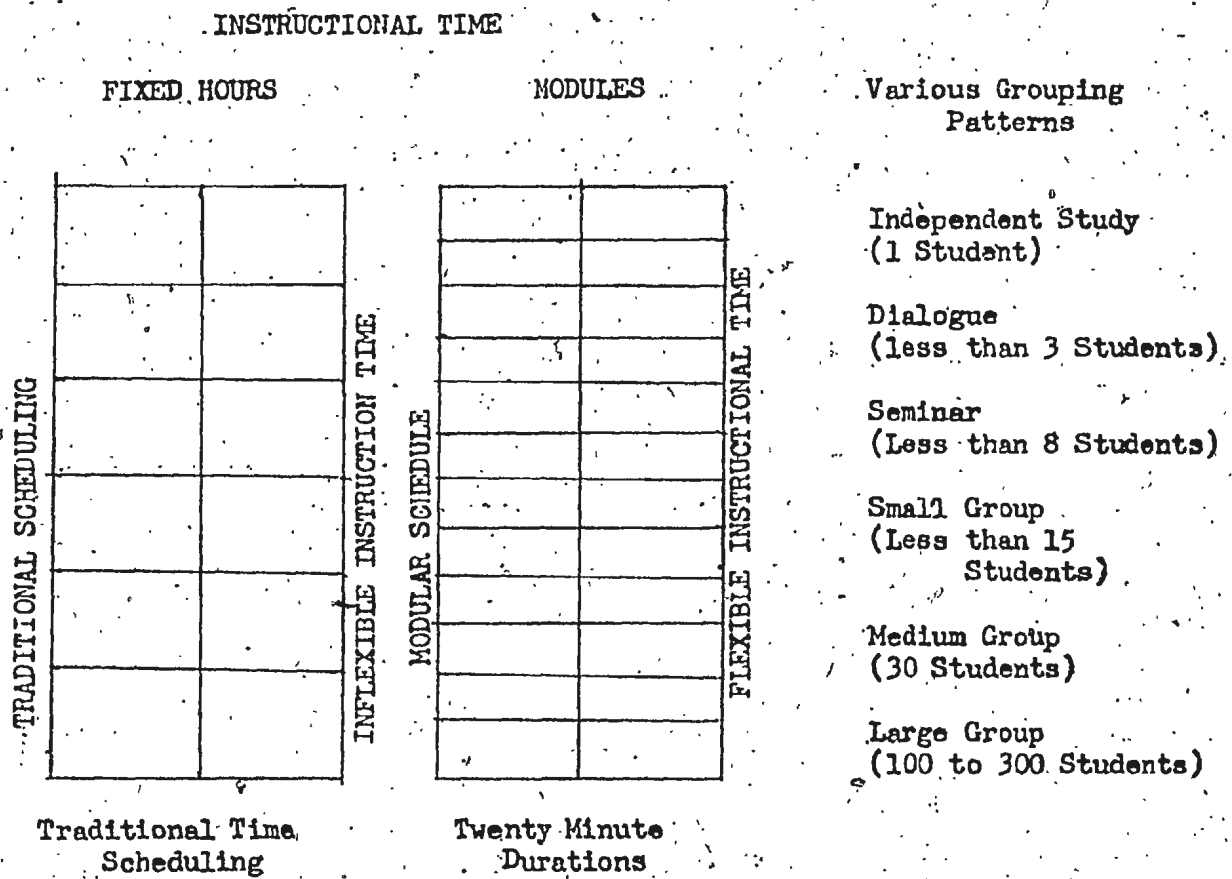 INSTRUCTIONAL TIME
FIXED HOURS
MODULES
Various Grouping
Patterns
TRADITIONAL SCHEDULING
INFLEXIBLE INSTRUCTION TIME
MODULAR SCHEDULE
FLEXIBLE INSTRUCTIONAL TIME
Independent Study
(1 Student)
Dialogue
(less than 3 Students)
Seminar
(Less than 8 Students)
Small Group
(Less than 15
Students)
Medium Group
(30 Students)
Large Group
(100 to 300 Students)
Traditional Time
Scheduling
Twenty Minute
Durations